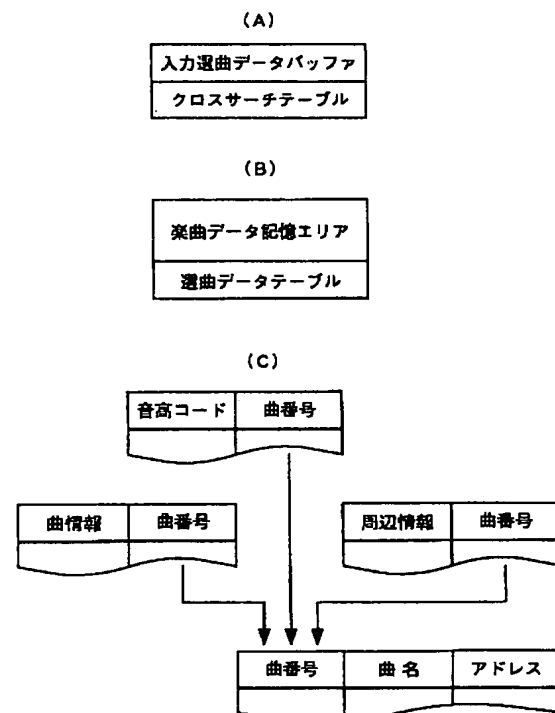 (A)
入力選曲データバッファ
クロスサーチテーブル
(B)
楽曲データ記憶エリア
選曲データテーブル
(C)
音高コード 曲番号
曲情報 曲番号
周辺情報 曲番号
曲番号 曲名 アドレス